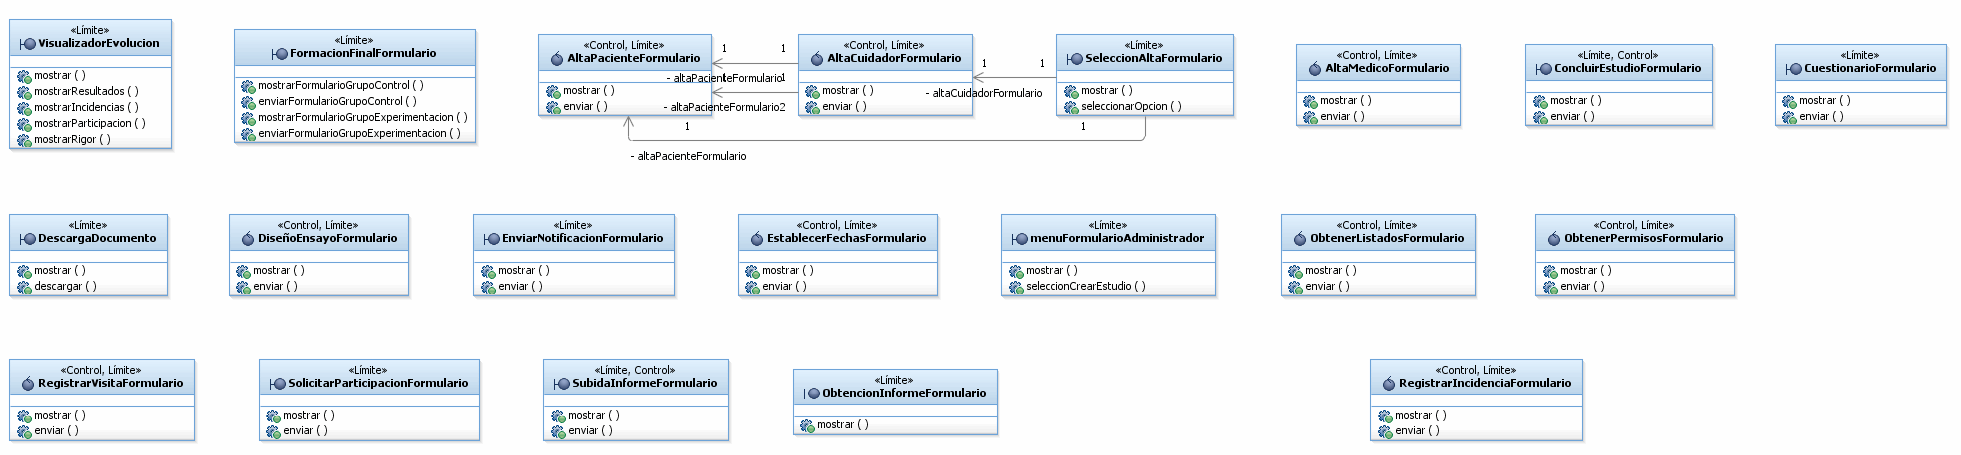 «Límite»
VisualizadorEvolucion
mostrar ( )
mostrarResultados ( )
mostrarIncidencias ( )
mostrarParticipacion ( )
mostrarRigor ( )
«Límite»
FormacionFinalFormulario
mostrarFormularioGrupoControl ( )
enviarFormularioGrupoControl ( )
mostrarFormularioGrupoExperimentacion ( )
enviarFormularioGrupoExperimentacion ( )
«Control, Límite»
AltaPacienteFormulario
mostrar ( )
enviar ( )
1
1
- altaPacienteFormulario
1
1
- altaPacienteFormulario2
«Control, Límite»
AltaCuidadorFormulario
mostrar ( )
enviar ( )
1
1
- altaCuidadorFormulario
«Límite»
SeleccionAltaFormulario
mostrar ( )
seleccionarOpcion ( )
1
1
- altaPacienteFormulario
«Control, Límite»
AltaMedicoFormulario
mostrar ( )
enviar ( )
«Límite, Control»
ConcluirEstudioFormulario
mostrar ( )
enviar ( )
«Límite»
CuestionarioFormulario
mostrar ( )
enviar ( )
«Límite»
DescargaDocumento
mostrar ( )
descargar ( )
«Control, Límite»
DiseñoEnsayoFormulario
mostrar ( )
enviar ( )
«Límite»
EnviarNotificacionFormulario
mostrar ( )
enviar ( )
«Control, Límite»
EstablecerFechasFormulario
mostrar ( )
enviar ( )
«Límite»
menuFormularioAdministrador
mostrar ( )
seleccionCrearEstudio ( )
«Control, Límite»
ObtenerListadosFormulario
mostrar ( )
enviar ( )
«Control, Límite»
ObtenerPermisosFormulario
mostrar ( )
enviar ( )
«Control, Límite»
RegistrarVisitaFormulario
mostrar ( )
enviar ( )
«Límite»
SolicitarParticipacionFormulario
mostrar ( )
enviar ( )
«Límite, Control»
SubidaInformeFormulario
mostrar ( )
enviar ( )
«Límite»
ObtencionInformeFormulario
mostrar ( )
«Control, Límite»
RegistrarIncidenciaFormulario
mostrar ( )
enviar ( )